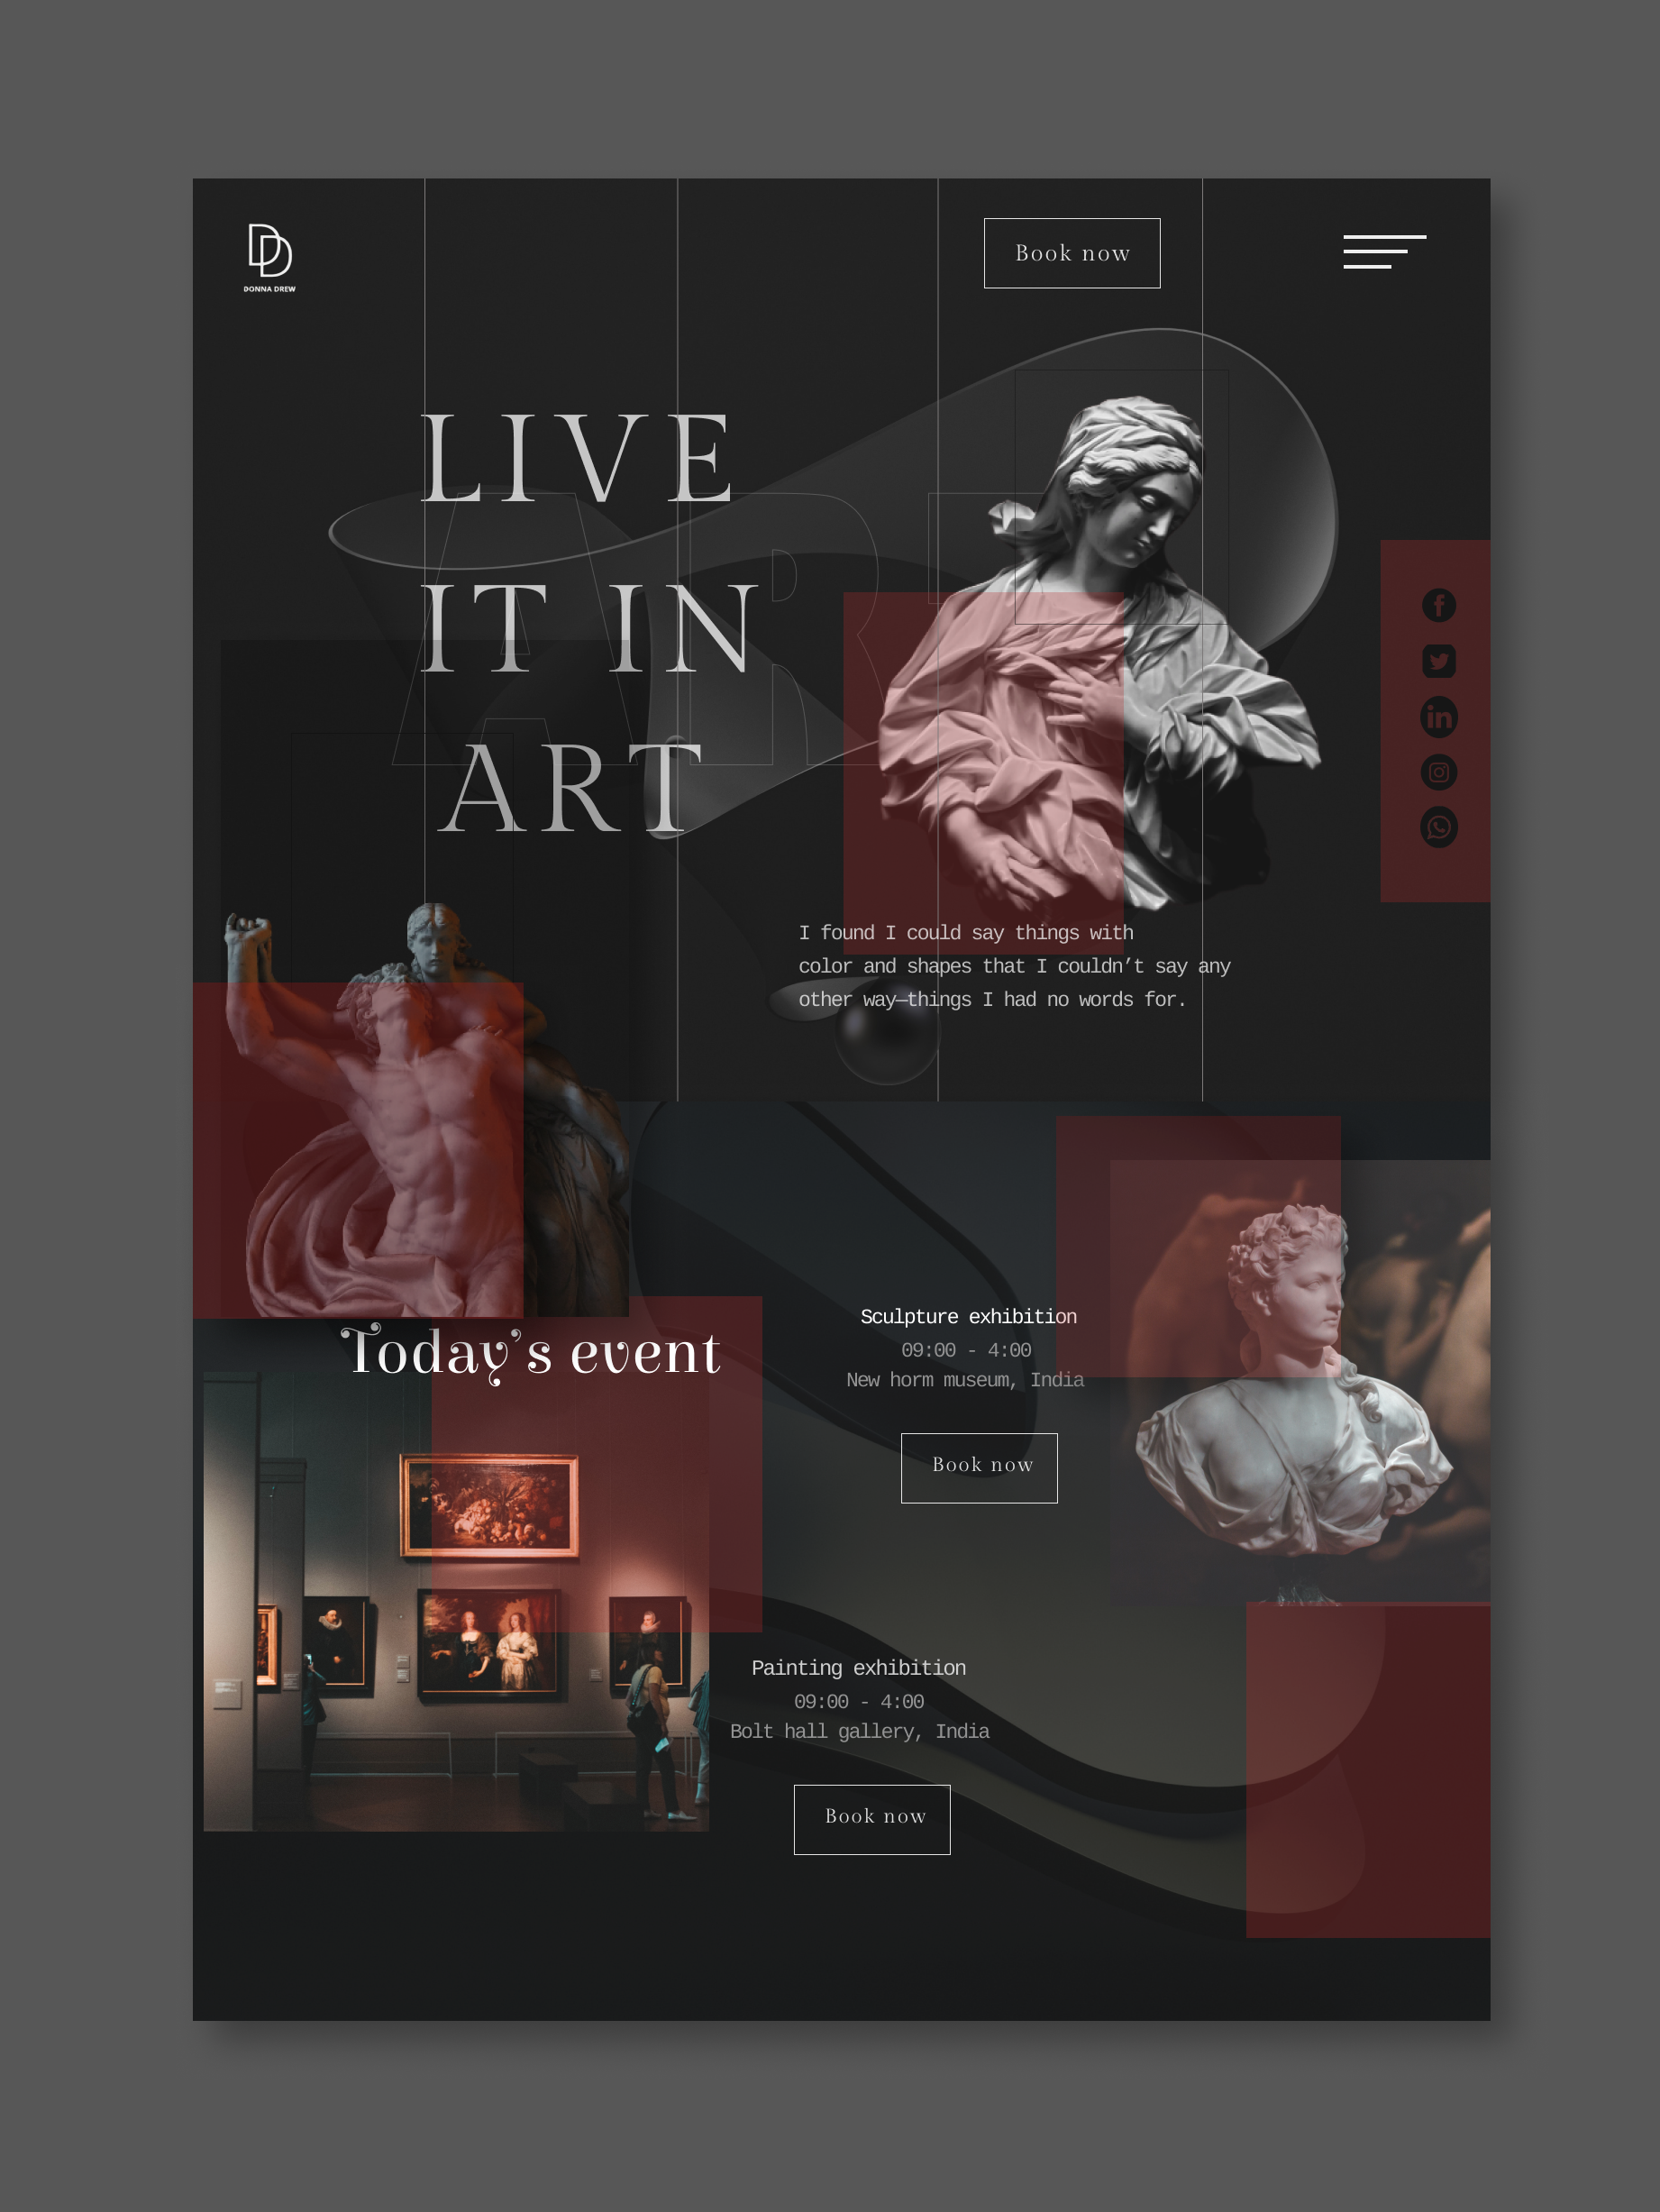 DONNA DREW
Book now
LIVE
IT IN
ART
ART
I found I could say things with
color and shapes that I couldn’t say any
other way—things I had no words for.
Today’s event
Sculpture exhibition
09:00 - 4:00
New horm museum, India
Book now
Painting exhibition
09:00 - 4:00
Bolt hall gallery, India
Book now